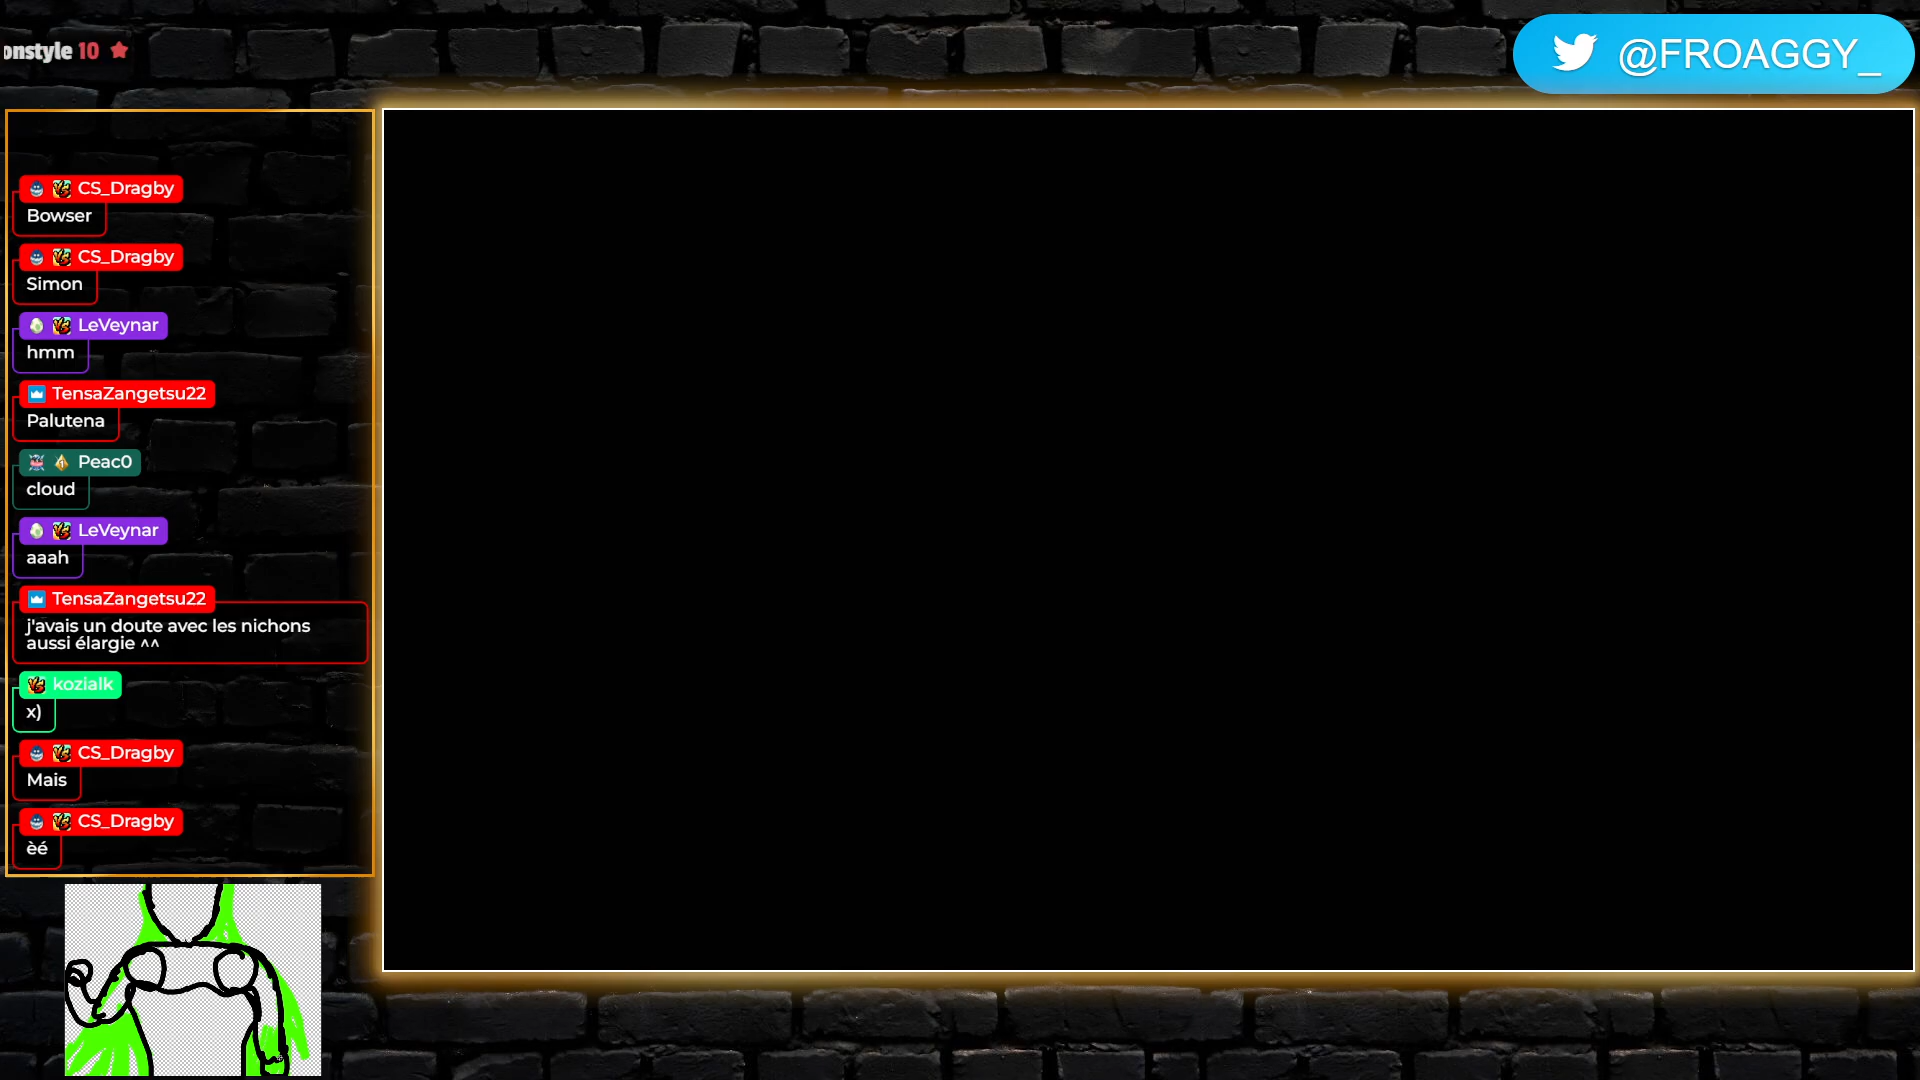 onstyle 10
@FROAGGY_
CS_Dragby
Bowser
CS_Dragby
Simon
LeVeynar
hmm
TensaZangetsu22
Palutena
Peac0
cloud
LeVeynar
aaah
TensaZangetsu22
j'avais un doute avec les nichons
aussi élargie ^^
kozialk
x)
CS_Dragby
Mais
CS_Dragby
èé